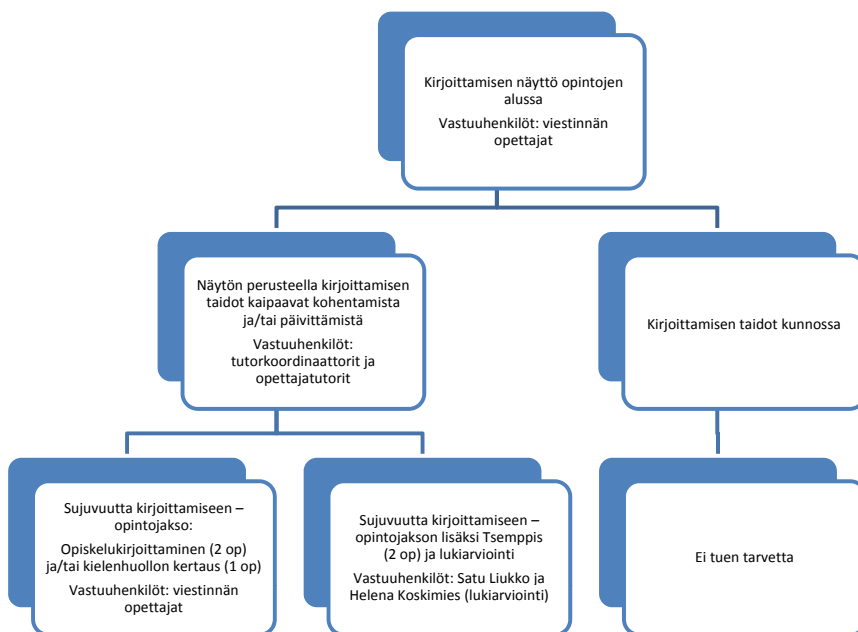 Kirjoittamisen näyttö opintojen
alussa
Vastuuhenkilöt: viestinnän
opettajat
Näytön perusteella kirjoittamisen
taidot kaipaavat kohentamista
ja/tai päivittämistä
Vastuuhenkilöt:
tutorkoordinaattorit ja
opettajatutorit
Kirjoittamisen taidot kunnossa
Sujuvuutta kirjoittamiseen –
opintojakso:
Opiskelukirjoittaminen (2 op)
ja/tai kielenhuollon kertaus (1 op)
Vastuuhenkilöt: viestinnän
opettajat
Sujuvuutta kirjoittamiseen –
opintojakson lisäksi Tsemppis
(2 op) ja lukiarviointi
Vastuuhenkilöt: Satu Liukko ja
Helena Koskimies (lukiarviointi)
Ei tuen tarvetta